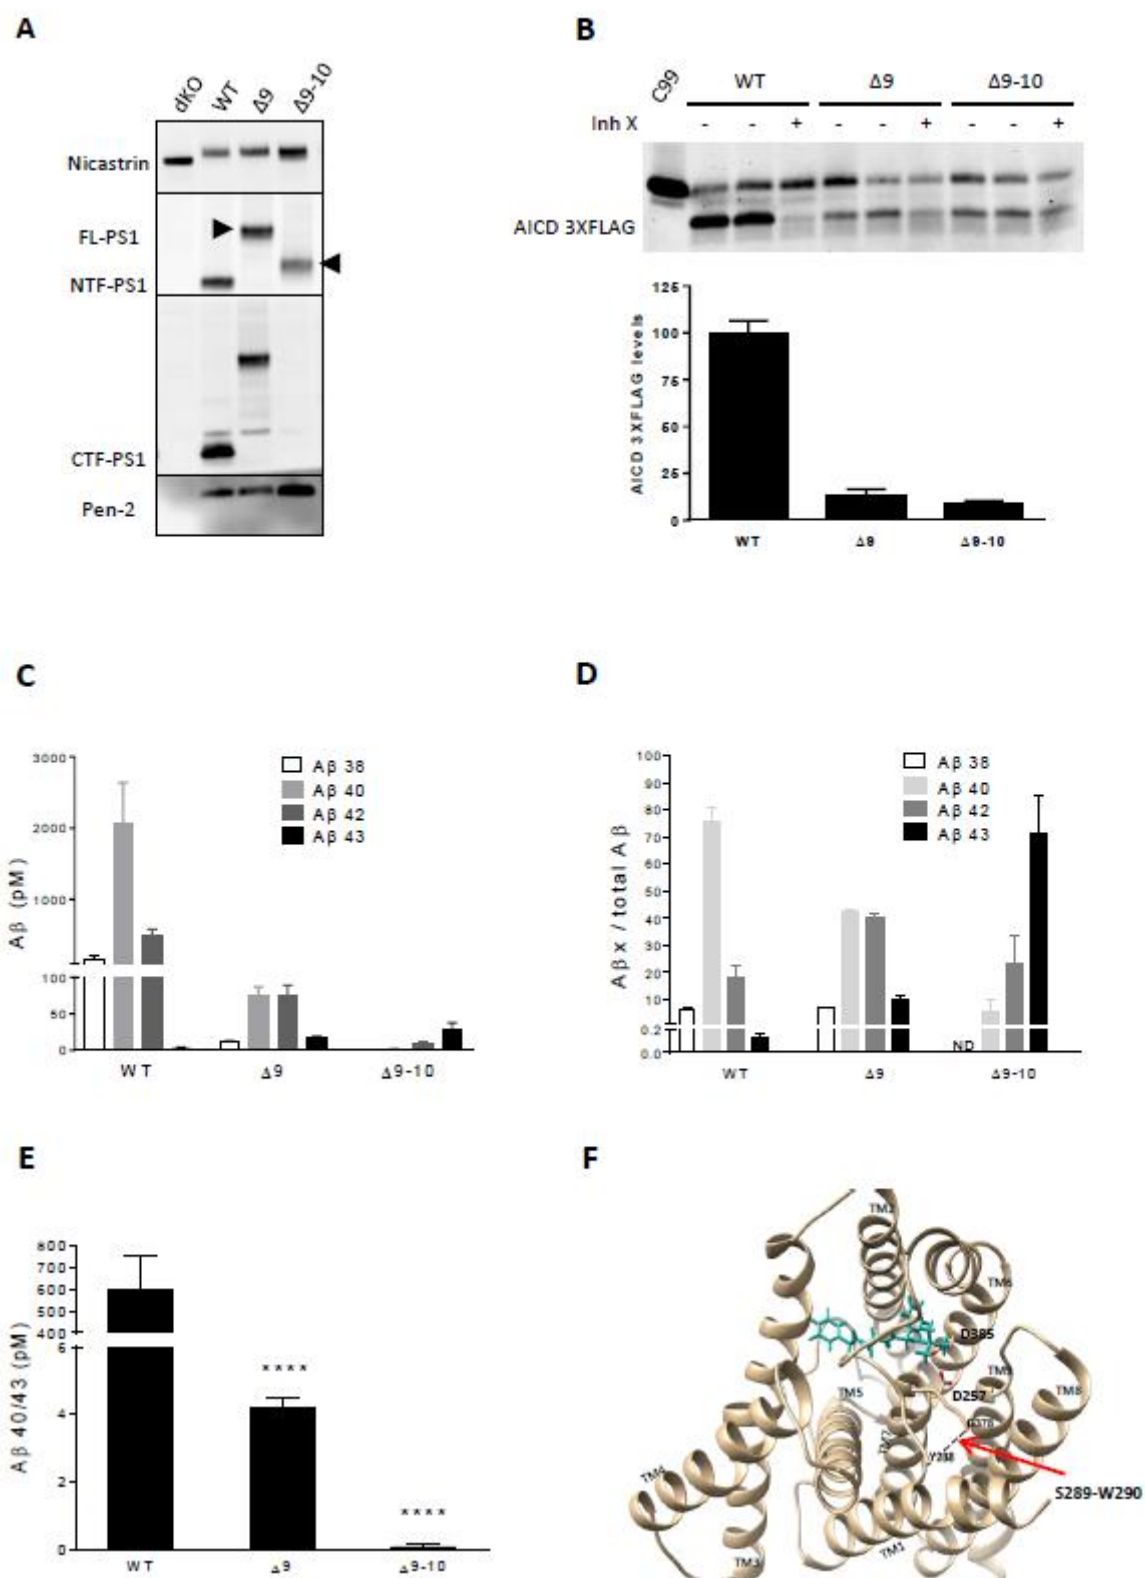 A
dKO WT Δ9 Δ9-10
Nicastrin
FL-PS1
NTF-PS1
CTF-PS1
Pen-2
B
C99 WT Δ9 Δ9-10
Inh X - - + - - + - - +
AICD 3XFLAG
AICD 3XFLAG levels
125
100
75
50
25
0
WT Δ9 Δ9-10
C
Aβ (pM)
3000
2000
1000
100
50
0
Aβ 38
Aβ 40
Aβ 42
Aβ 43
WT Δ9 Δ9-10
D
Aβx / total Aβ
100
90
80
70
60
50
40
30
20
10
0.2
0.0
Aβ 38
Aβ 40
Aβ 42
Aβ 43
ND
WT Δ9 Δ9-10
E
Aβ 40/43 (pM)
800
700
600
500
400
6
4
2
0
****
****
WT Δ9 Δ9-10
F
TM2
TM6
D385
TM9
TM8
D257
TM5
Y288
S289-W290
TM4
TM1
TM3